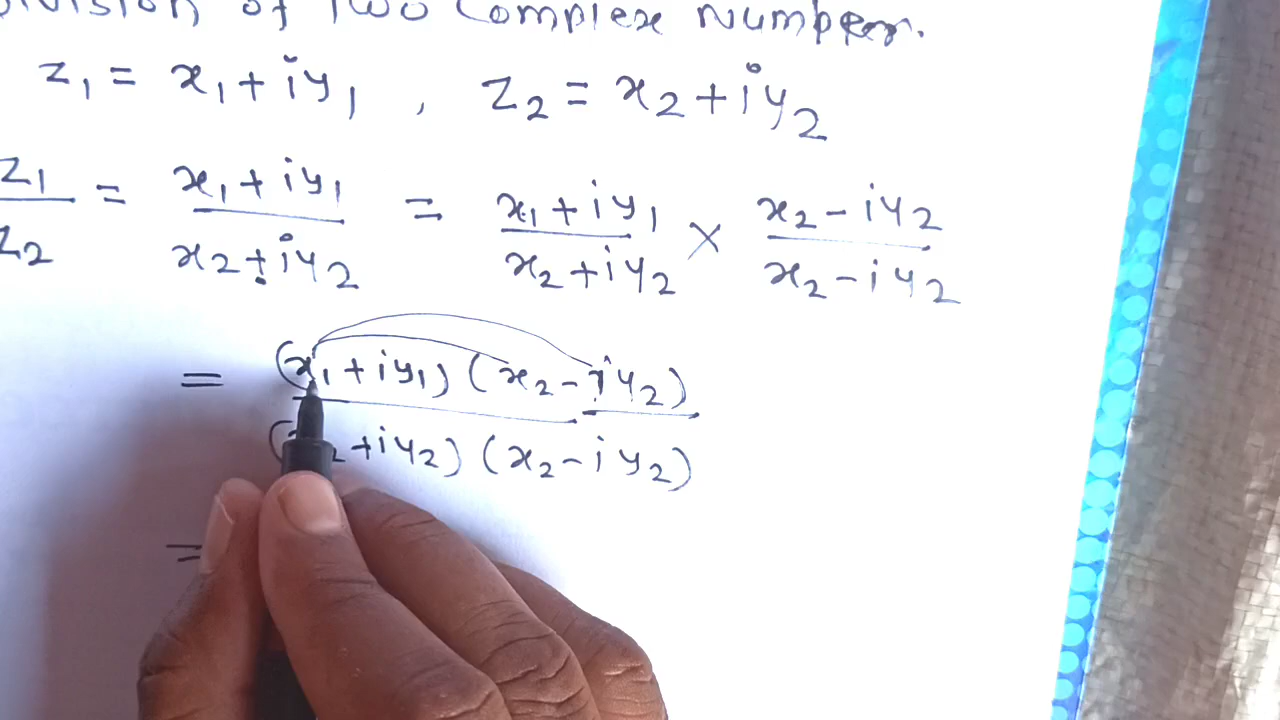 Division of Two Complex Number.
z₁ = x₁ + iy₁ , z₂ = x₂ + iy₂
z₁/z₂ = (x₁ + iy₁)/(x₂ + iy₂) = (x₁ + iy₁)/(x₂ + iy₂) × (x₂ - iy₂)/(x₂ - iy₂)
= (x₁ + iy₁)(x₂ - iy₂)
(x₂ + iy₂)(x₂ - iy₂)
=